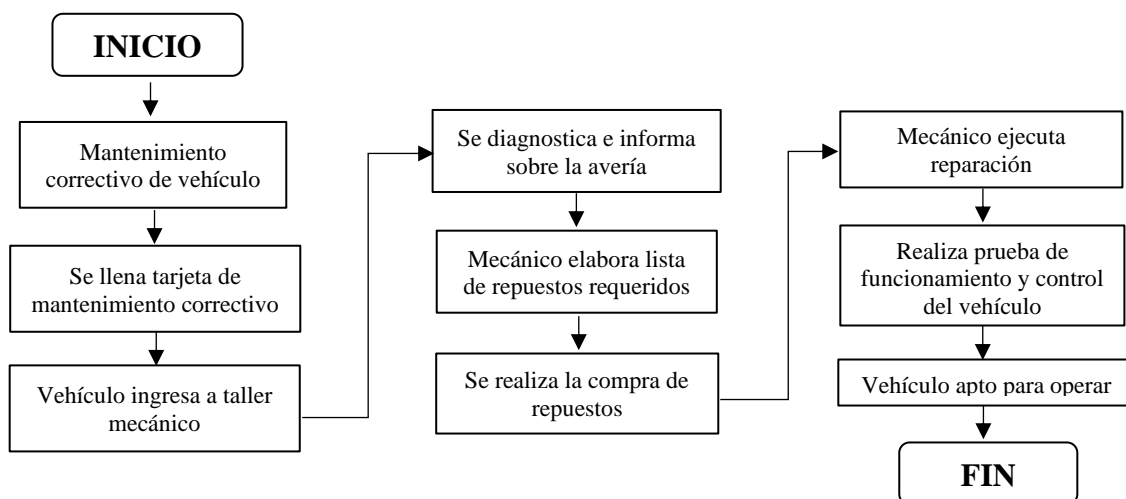 INICIO
Mantenimiento
correctivo de vehículo
Se llena tarjeta de
mantenimiento correctivo
Vehículo ingresa a taller
mecánico
Se diagnostica e informa
sobre la avería
Mecánico elabora lista
de repuestos requeridos
Se realiza la compra de
repuestos
Mecánico ejecuta
reparación
Realiza prueba de
funcionamiento y control
del vehículo
Vehículo apto para operar
FIN